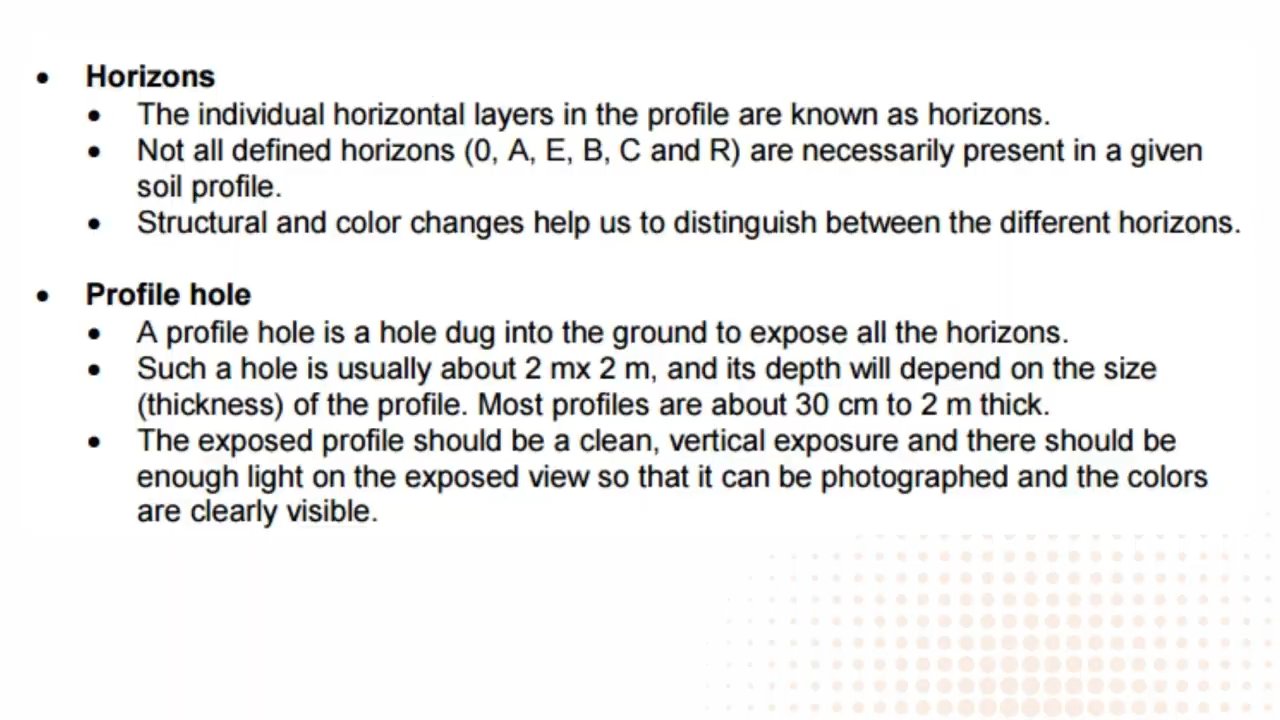 • Horizons
• The individual horizontal layers in the profile are known as horizons.
• Not all defined horizons (0, A, E, B, C and R) are necessarily present in a given
soil profile.
• Structural and color changes help us to distinguish between the different horizons.
• Profile hole
• A profile hole is a hole dug into the ground to expose all the horizons.
• Such a hole is usually about 2 mx 2 m, and its depth will depend on the size
(thickness) of the profile. Most profiles are about 30 cm to 2 m thick.
• The exposed profile should be a clean, vertical exposure and there should be
enough light on the exposed view so that it can be photographed and the colors
are clearly visible.